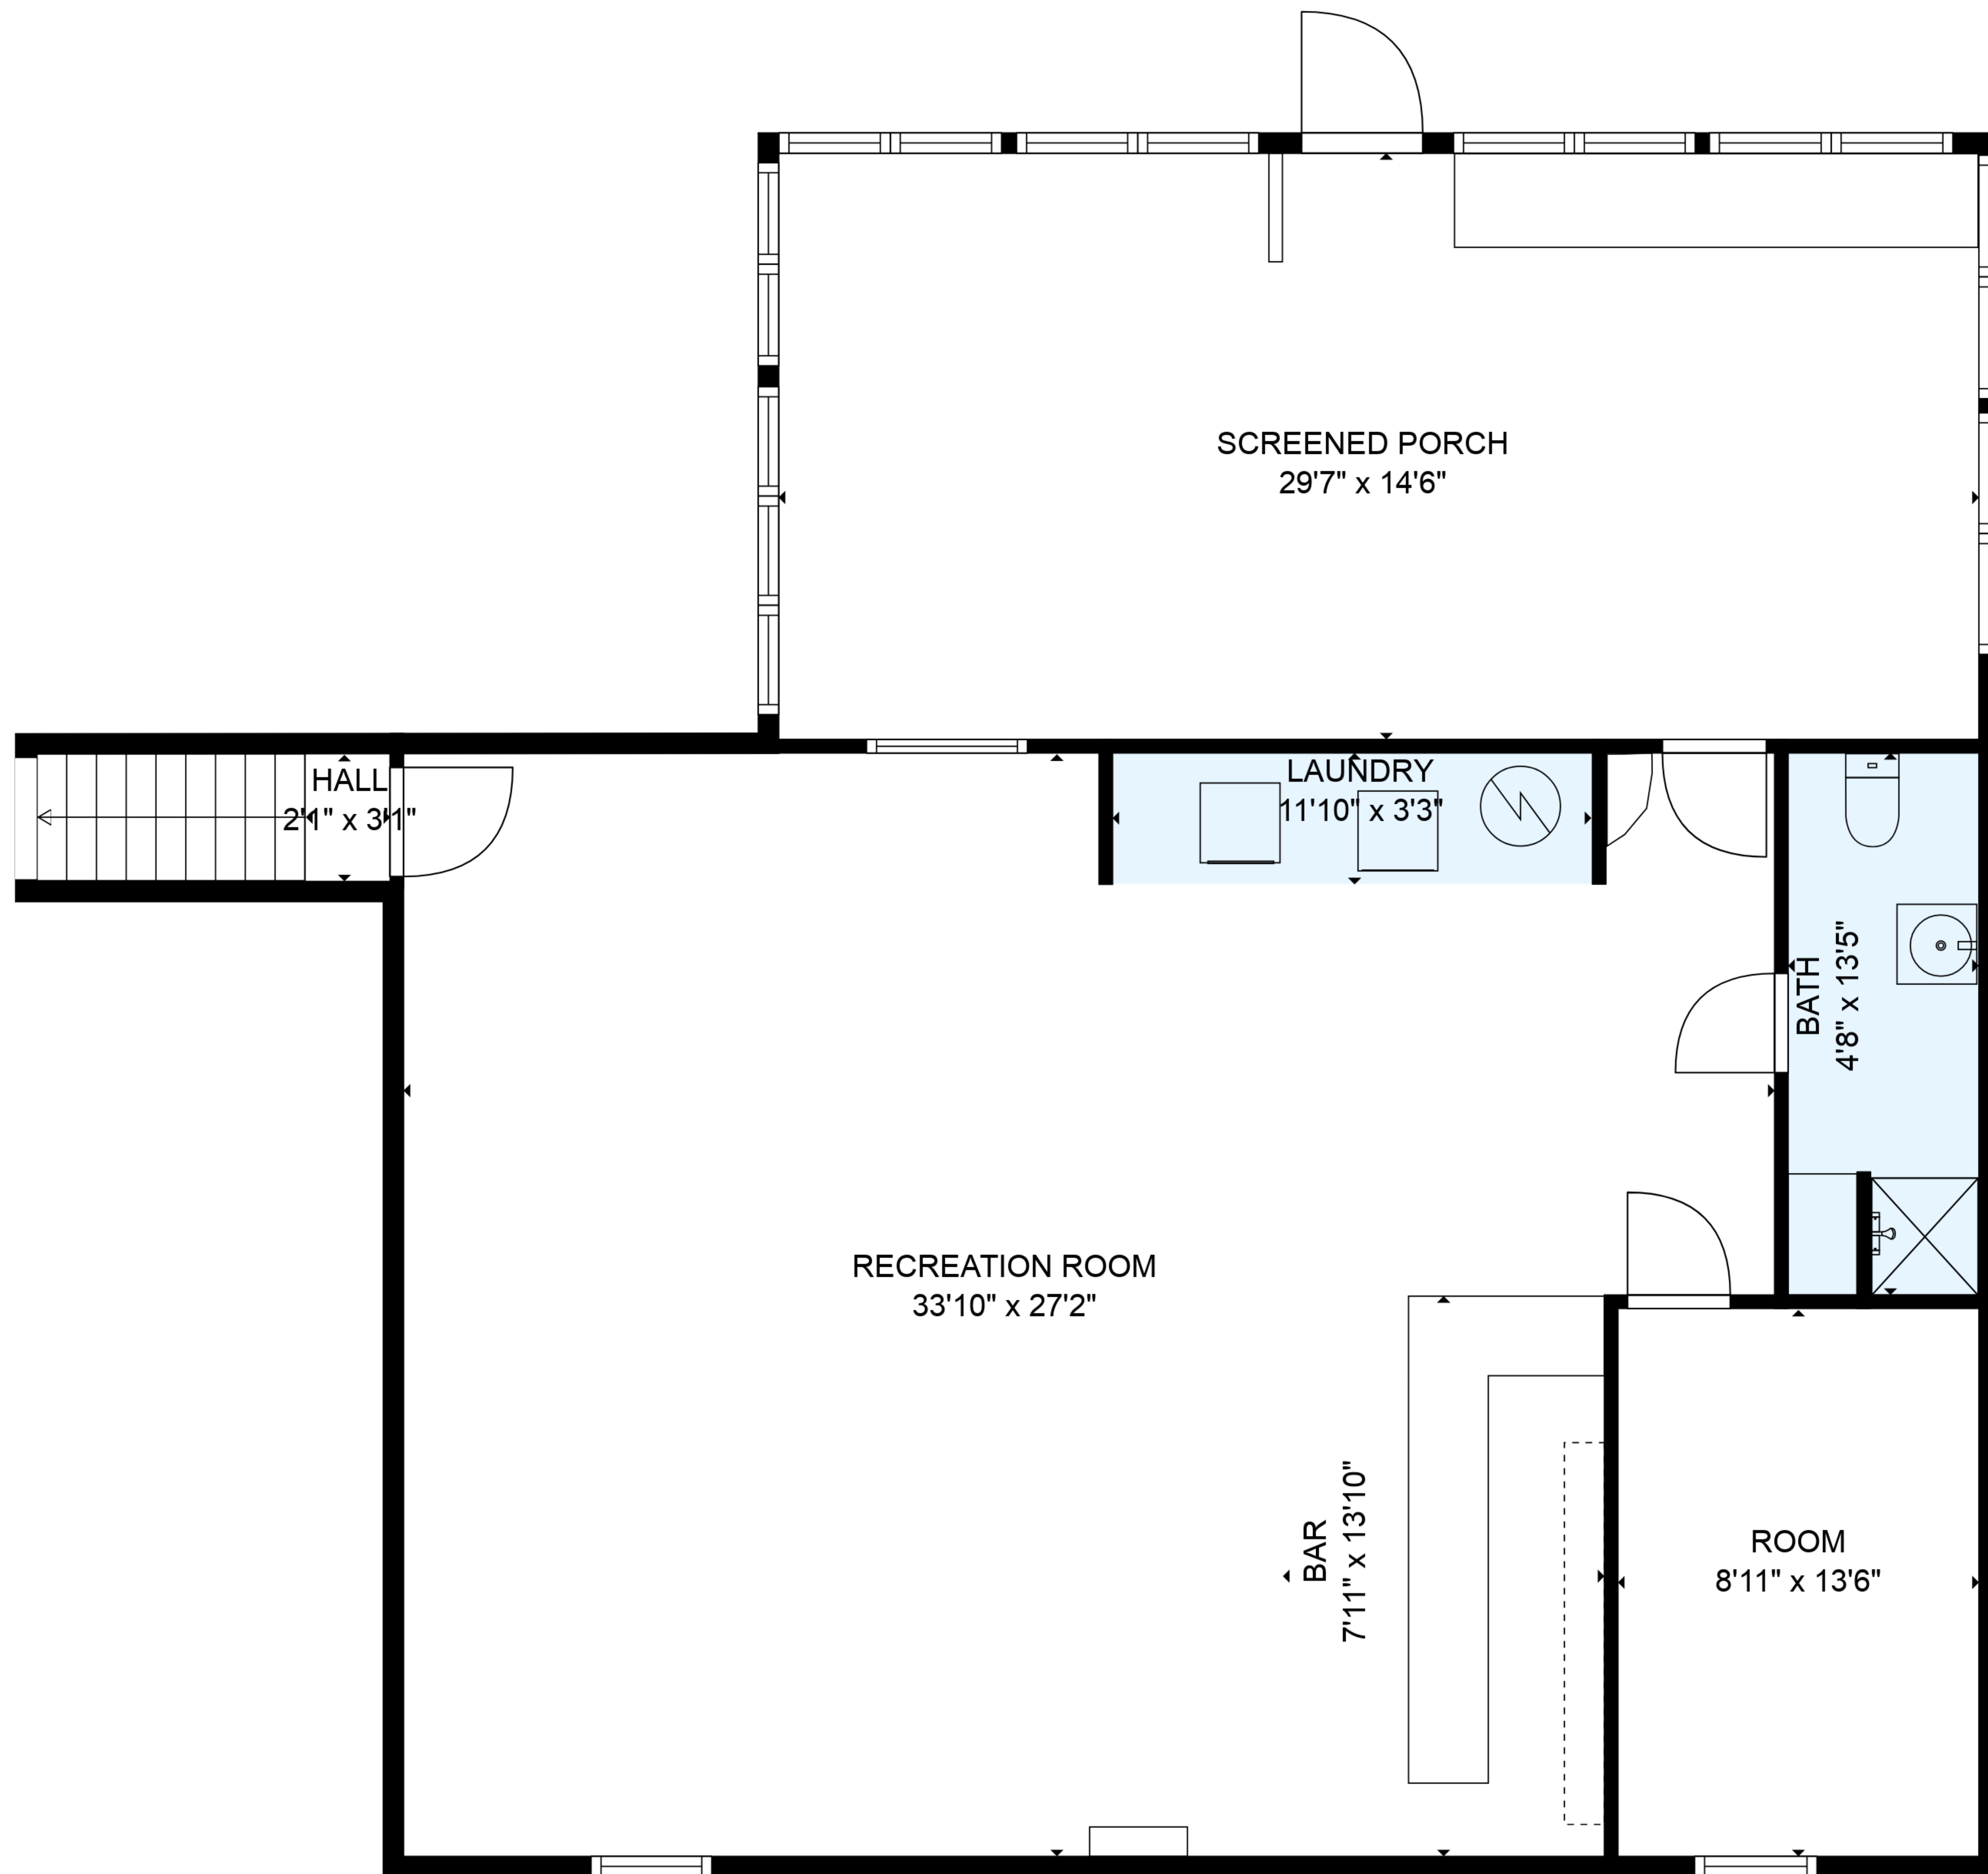 SCREENED PORCH
29'7" x 14'6"
HALL
2'1" x 3'1"
LAUNDRY
11'10" x 3'3"
BATH
4'8" x 13'5"
RECREATION ROOM
33'10" x 27'2"
BAR
7'11" x 13'10"
ROOM
8'11" x 13'6"